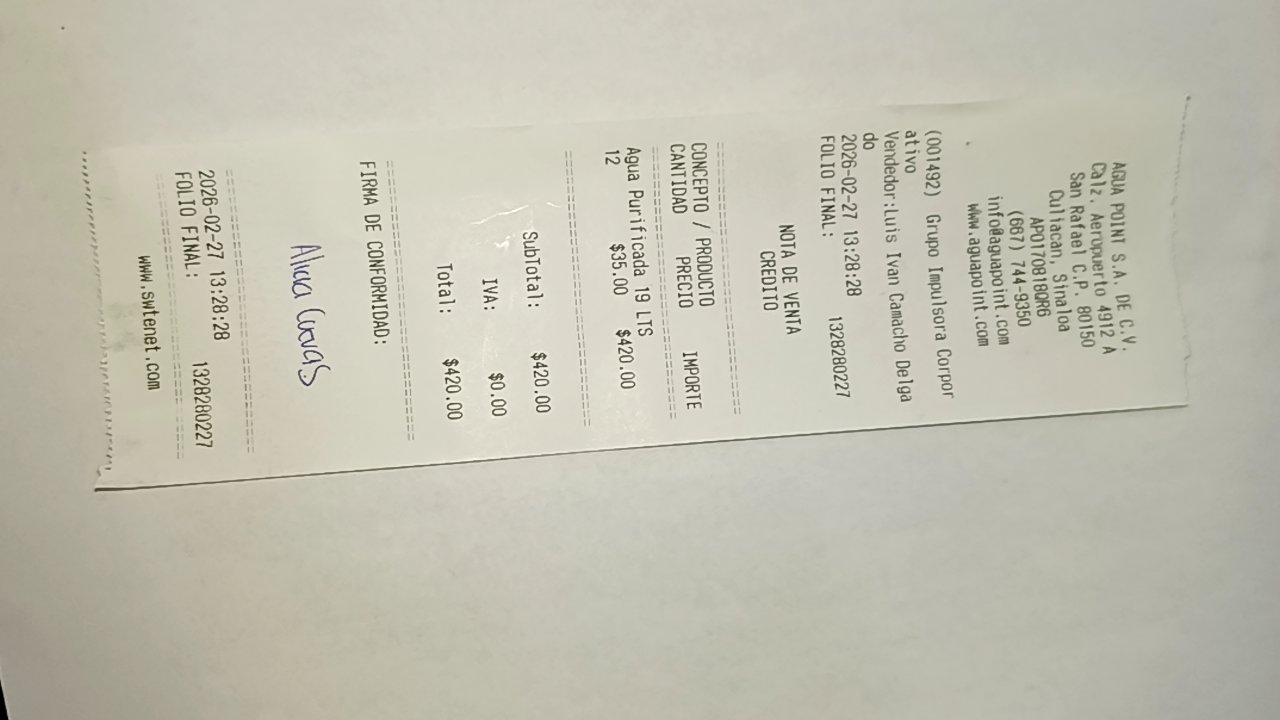 AGUA POINT S.A. DE C.V.
Calz. Aeropuerto 4912 A
San Rafael C.P. 80150
Culiacan, Sinaloa
APO170818QR6
(667) 744-9350
info@aguapoint.com
www.aguapoint.com
(001492) Grupo Impulsora Corpor
ativo
Vendedor:Luis Ivan Camacho Delga
do
2026-02-27 13:28:28
FOLIO FINAL: 1328280227
NOTA DE VENTA
CREDITO
CONCEPTO / PRODUCTO
CANTIDAD PRECIO IMPORTE
Agua Purificada 19 LTS
12 $35.00 $420.00
SubTotal: $420.00
IVA: $0.00
Total: $420.00
FIRMA DE CONFORMIDAD:
Alicia Cuevas
2026-02-27 13:28:28
FOLIO FINAL: 1328280227
www.swtenet.com